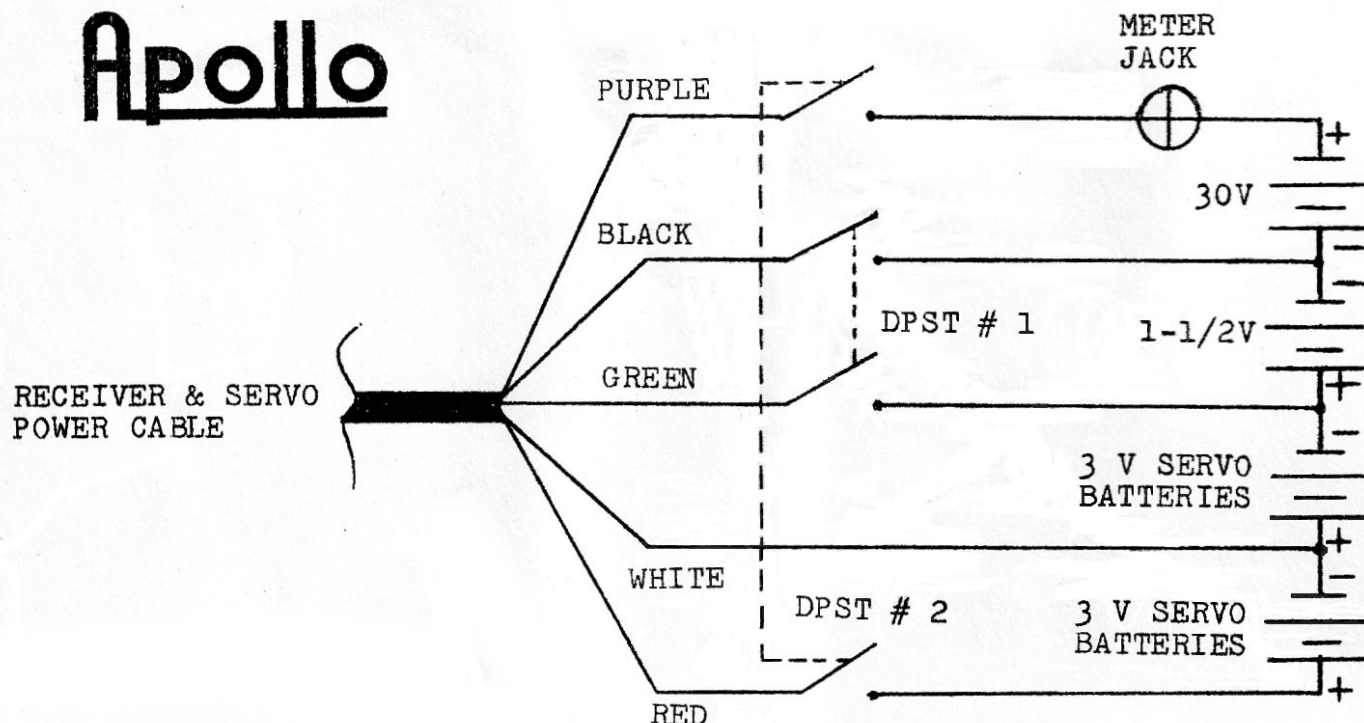 Apollo
METER
JACK
PURPLE
+
30V
BLACK
-
-
DPST # 1
1-1/2V
GREEN
+
RECEIVER & SERVO
POWER CABLE
-
3 V SERVO
BATTERIES
+
WHITE
-
DPST # 2
3 V SERVO
BATTERIES
+
RED